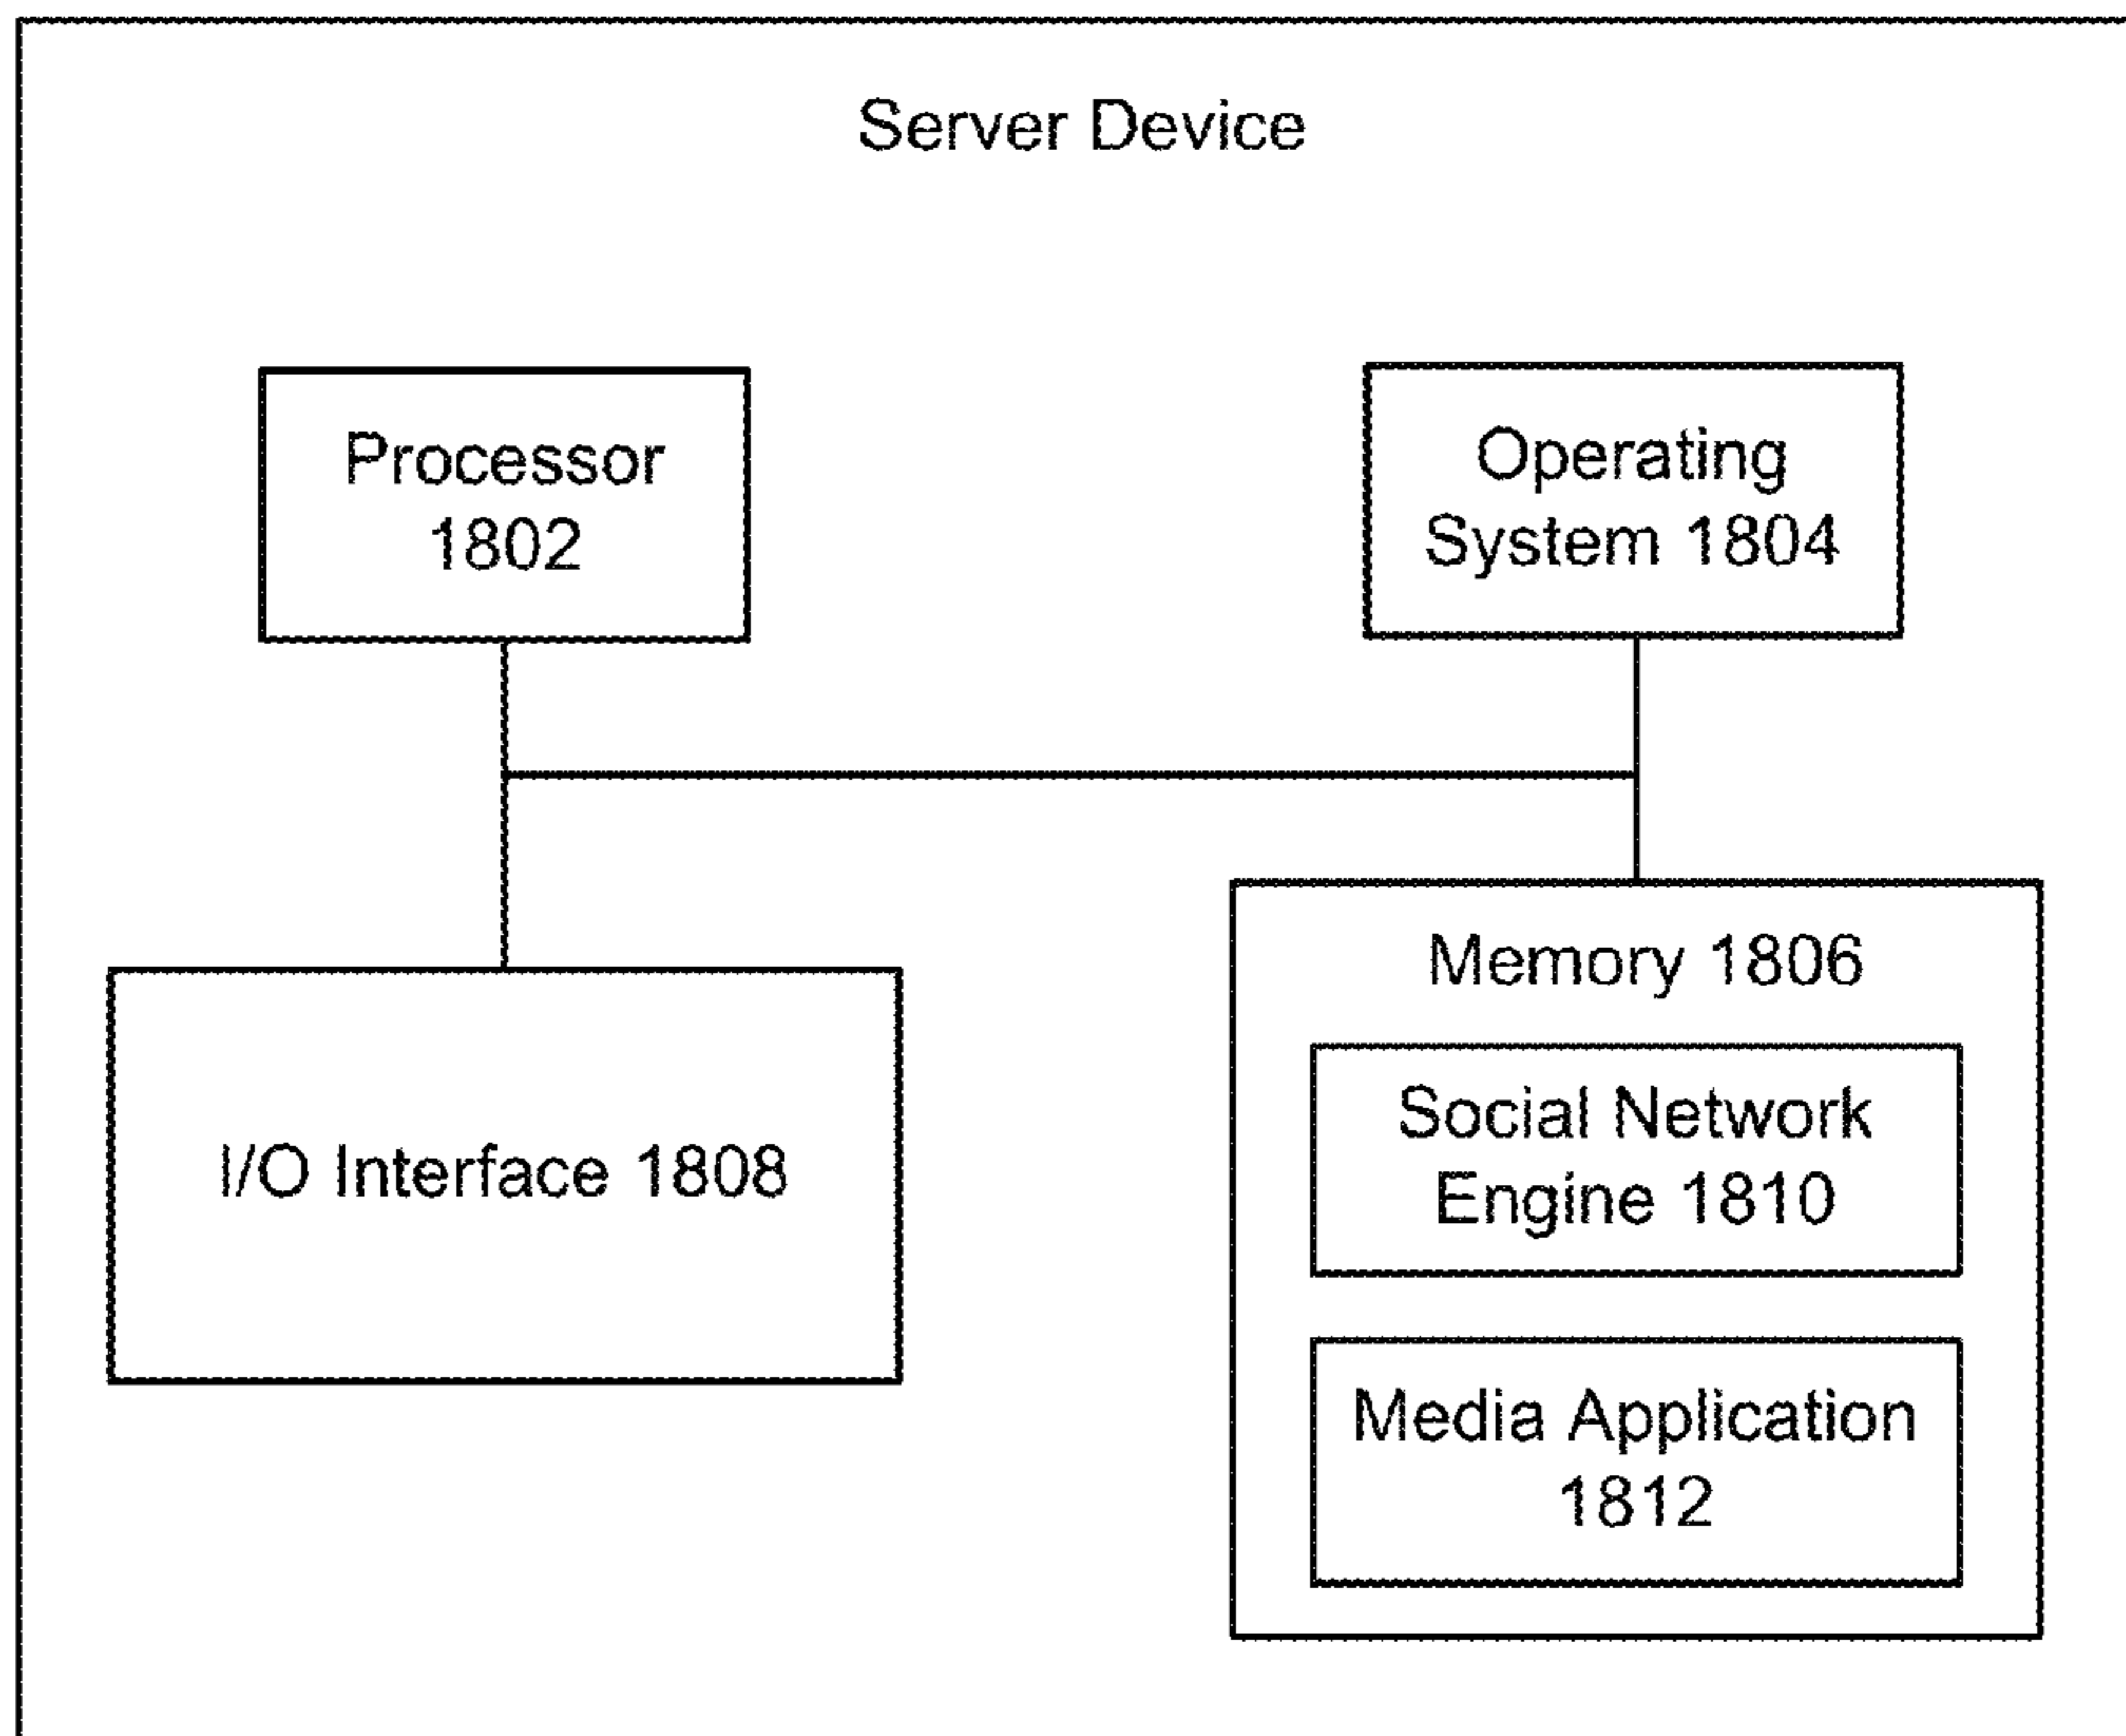 Server Device
Processor
1802
Operating
System 1804
I/O Interface 1808
Memory 1806
Social Network
Engine 1810
Media Application
1812